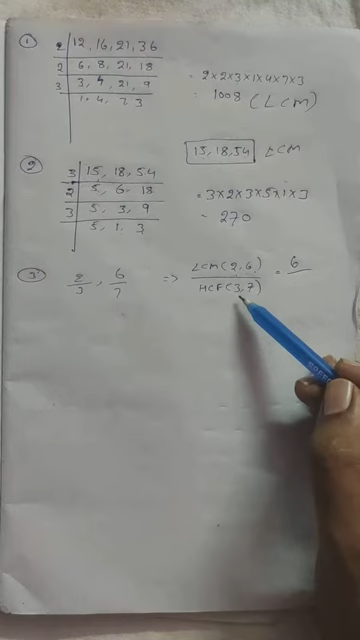 ① 2 | 12, 16, 21, 36
2 | 6, 8, 21, 18
3 | 3, 4, 21, 9
1, 4, 7, 3
= 2×2×3×1×4×7×3
= 1008 (LCM)
15, 18, 54 LCM
② 3 | 15, 18, 54
2 | 5, 6, 18
3 | 5, 3, 9
5, 1, 3
= 3×2×3×5×1×3
= 270
③ 2/3, 6/7 => LCM(2,6)/HCF(3,7) = 6/